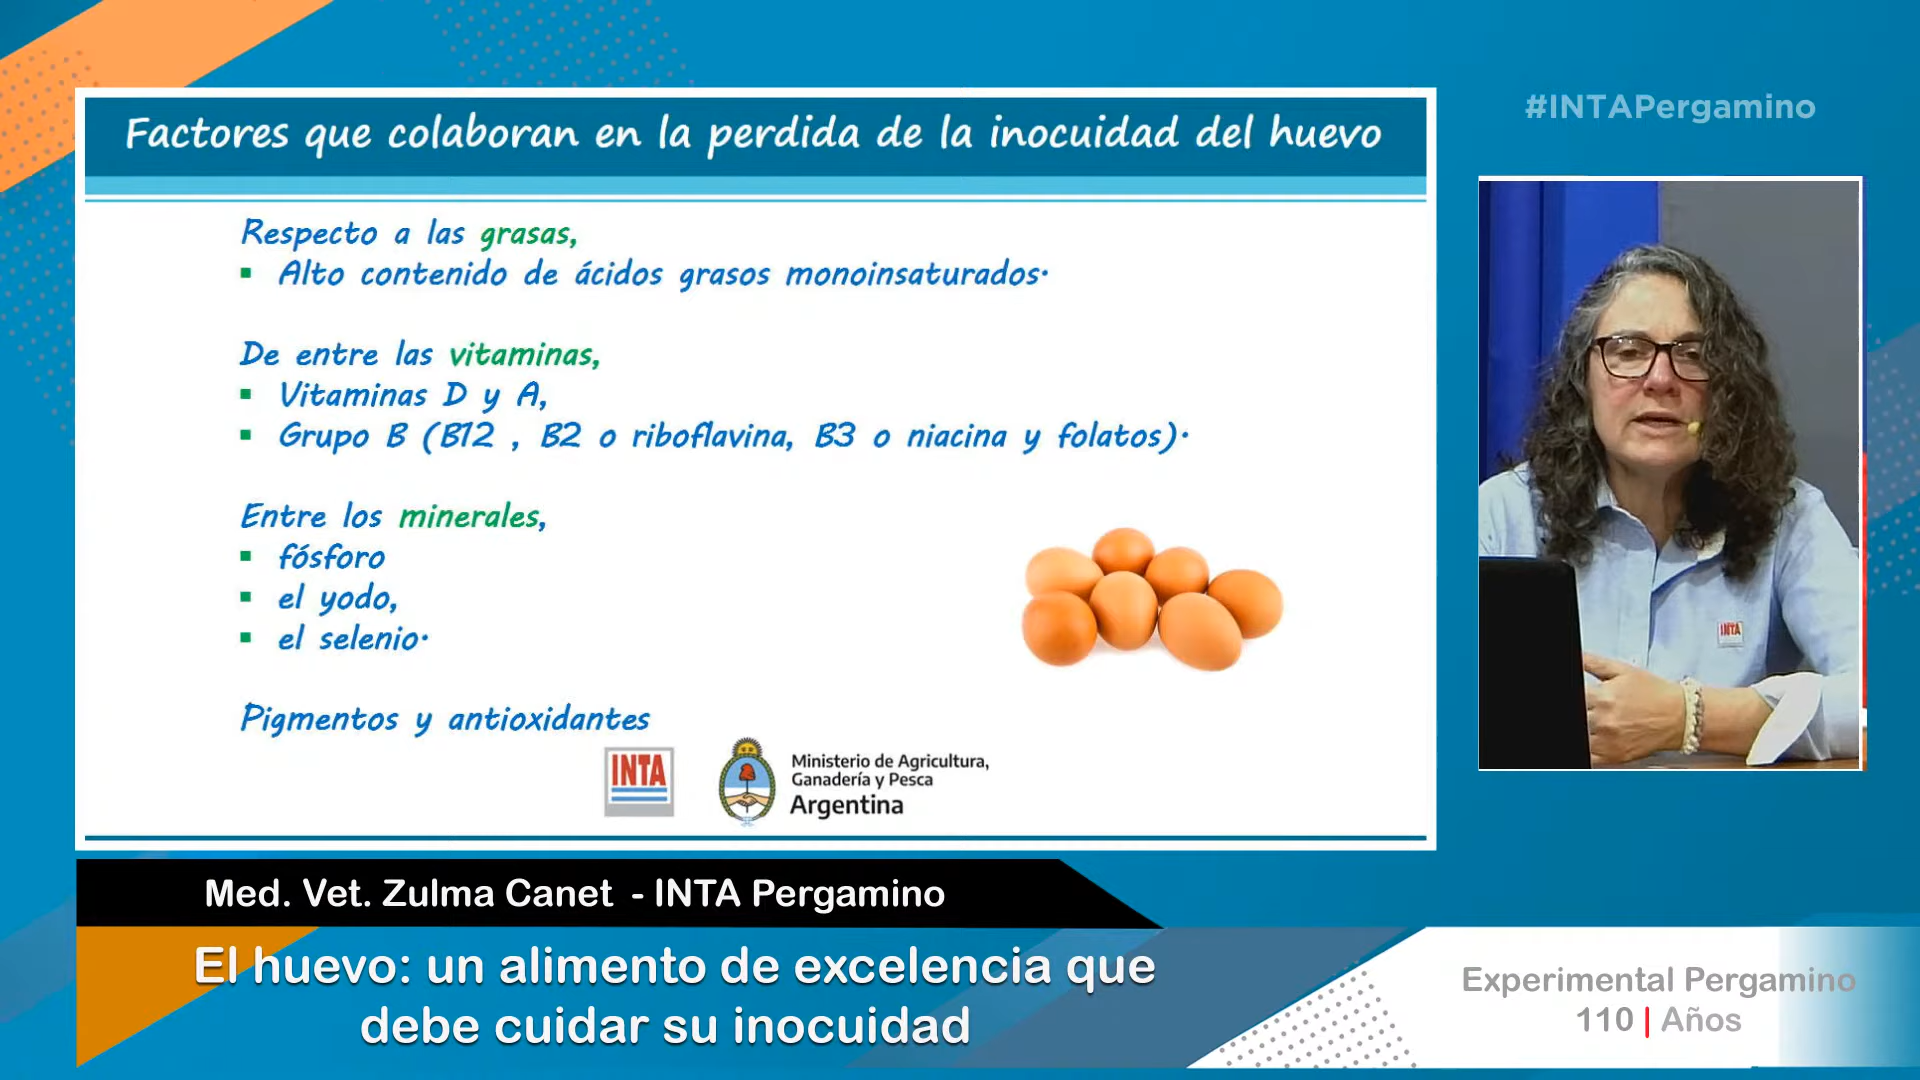 #INTAPergamino
Factores que colaboran en la perdida de la inocuidad del huevo
Respecto a las grasas,
▪ Alto contenido de ácidos grasos monoinsaturados.
De entre las vitaminas,
▪ Vitaminas D y A,
▪ Grupo B (B12 , B2 o riboflavina, B3 o niacina y folatos).
Entre los minerales,
▪ fósforo
▪ el yodo,
▪ el selenio.
Pigmentos y antioxidantes
INTA
Ministerio de Agricultura,
Ganadería y Pesca
Argentina
INTA
Med. Vet. Zulma Canet - INTA Pergamino
El huevo: un alimento de excelencia que
debe cuidar su inocuidad
Experimental Pergamino
110 | Años